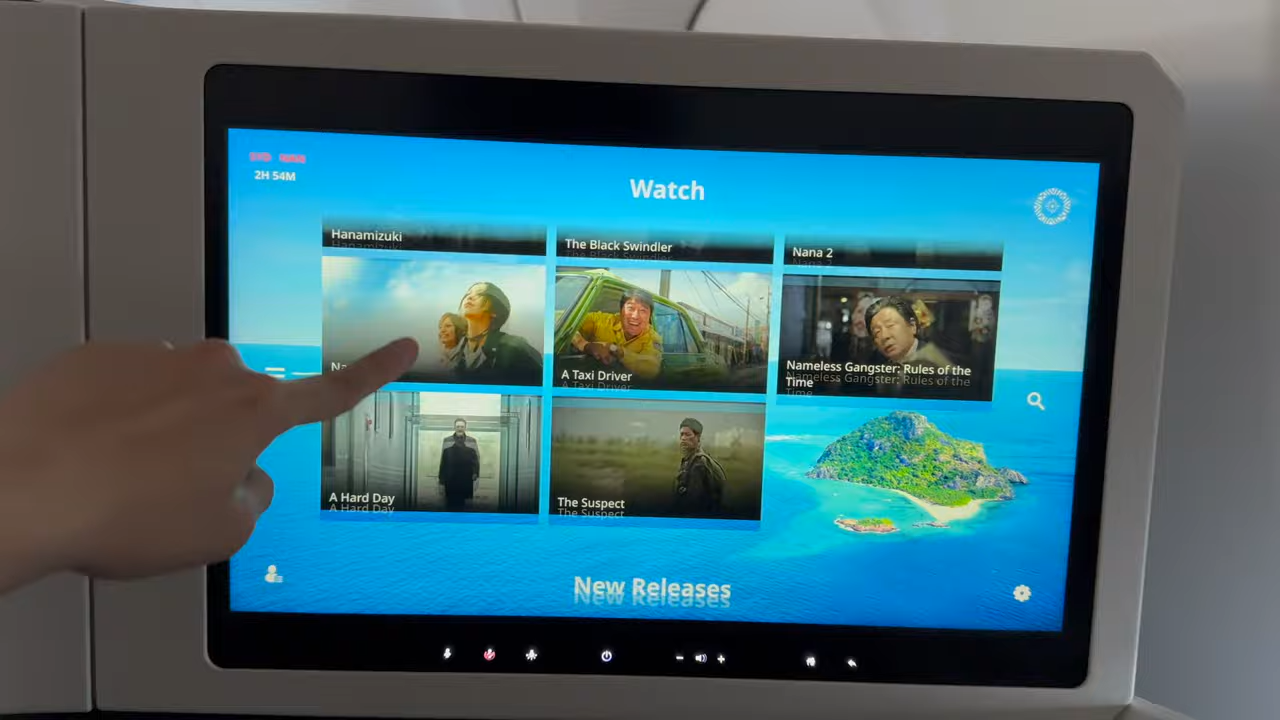 2H 54M
Watch
Hanamizuki
The Black Swindler
Nana 2
A Taxi Driver
Nameless Gangster: Rules of the
Time
A Hard Day
The Suspect
New Releases